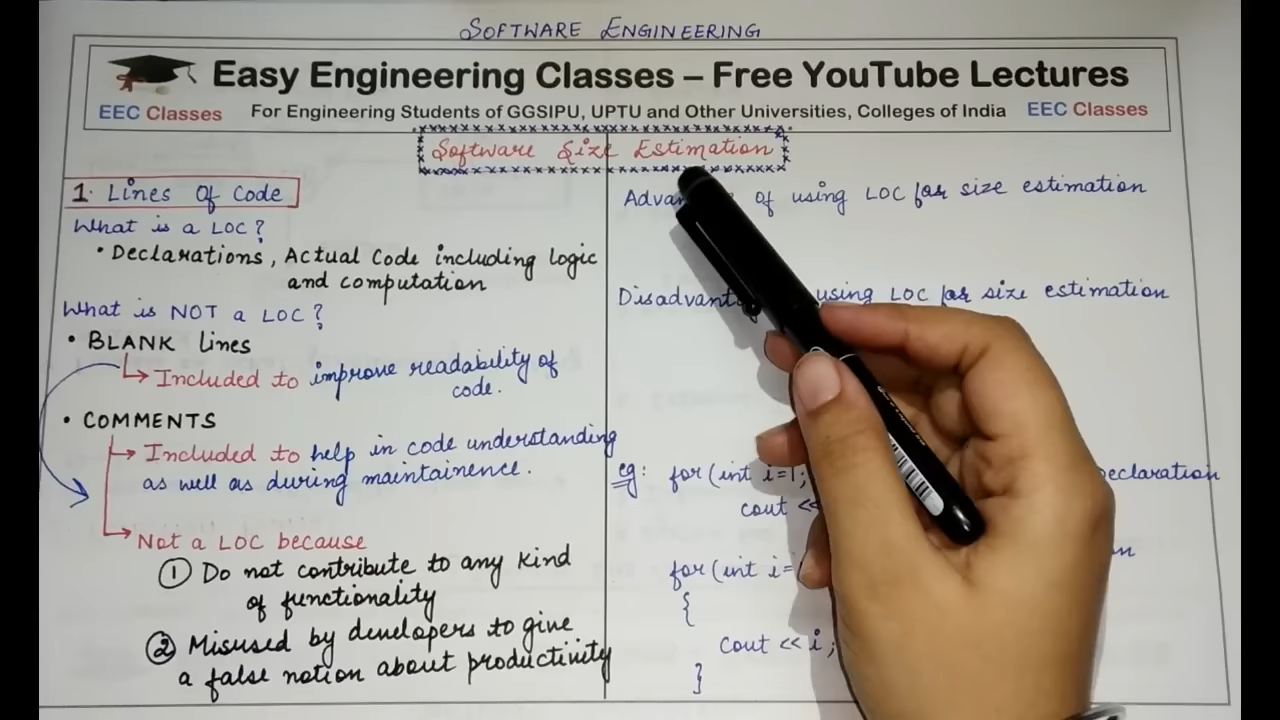 SOFTWARE ENGINEERING
Easy Engineering Classes – Free YouTube Lectures
EEC Classes For Engineering Students of GGSIPU, UPTU and Other Universities, Colleges of India EEC Classes
Software Size Estimation
1. Lines Of Code
What is a LOC?
• Declarations, Actual Code including logic
and computation
What is NOT a LOC?
• BLANK lines
Included to improve readability of
code.
• COMMENTS
Included to help in code understanding
as well as during maintainence.
Not a LOC because
① Do not contribute to any kind
of functionality
② Misused by developers to give
a false notion about productivity
of using LOC for size estimation
using LOC for size estimation
eg: for(int i=1;
cout <<
for(int i=
{
cout << i;
}